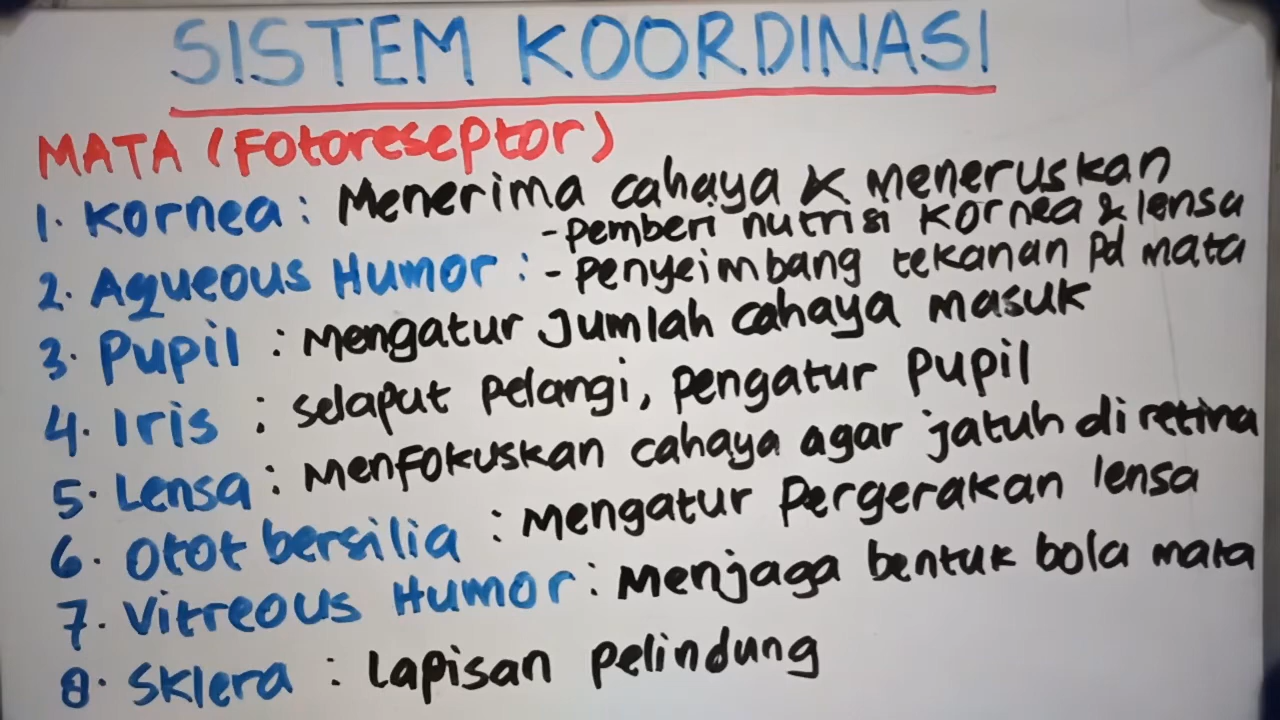 SISTEM KOORDINASI
MATA (Fotoreseptor)
1. Kornea : Menerima cahaya & meneruskan
2. Aqueous Humor : -pemberi nutrisi kornea & lensa
-penyeimbang tekanan pd mata
3. Pupil : mengatur jumlah cahaya masuk
4. Iris : selaput pelangi, pengatur pupil
5. Lensa : menfokuskan cahaya agar jatuh di retina
6. Otot bersilia : mengatur pergerakan lensa
7. Vitreous Humor : menjaga bentuk bola mata
8. Sklera : lapisan pelindung